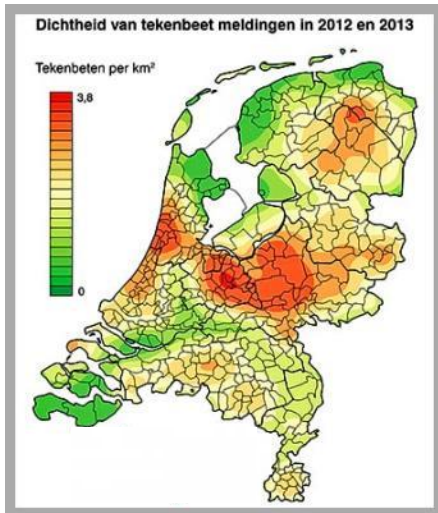 Dichtheid van tekenbeet meldingen in 2012 en 2013
Tekenbeten per km²
3,8
0